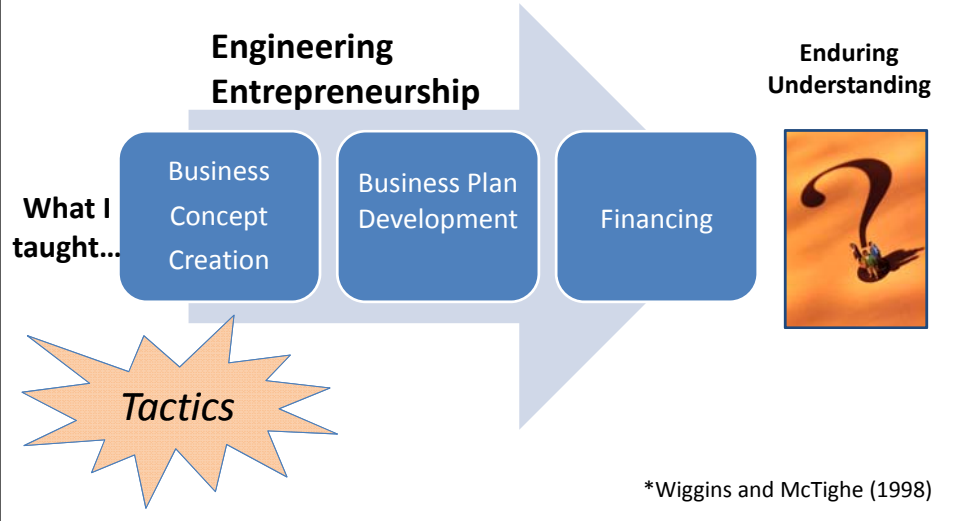 Engineering
Entrepreneurship
Enduring
Understanding
What I
taught…
Business
Concept
Creation
Business Plan
Development
Financing
Tactics
*Wiggins and McTighe (1998)